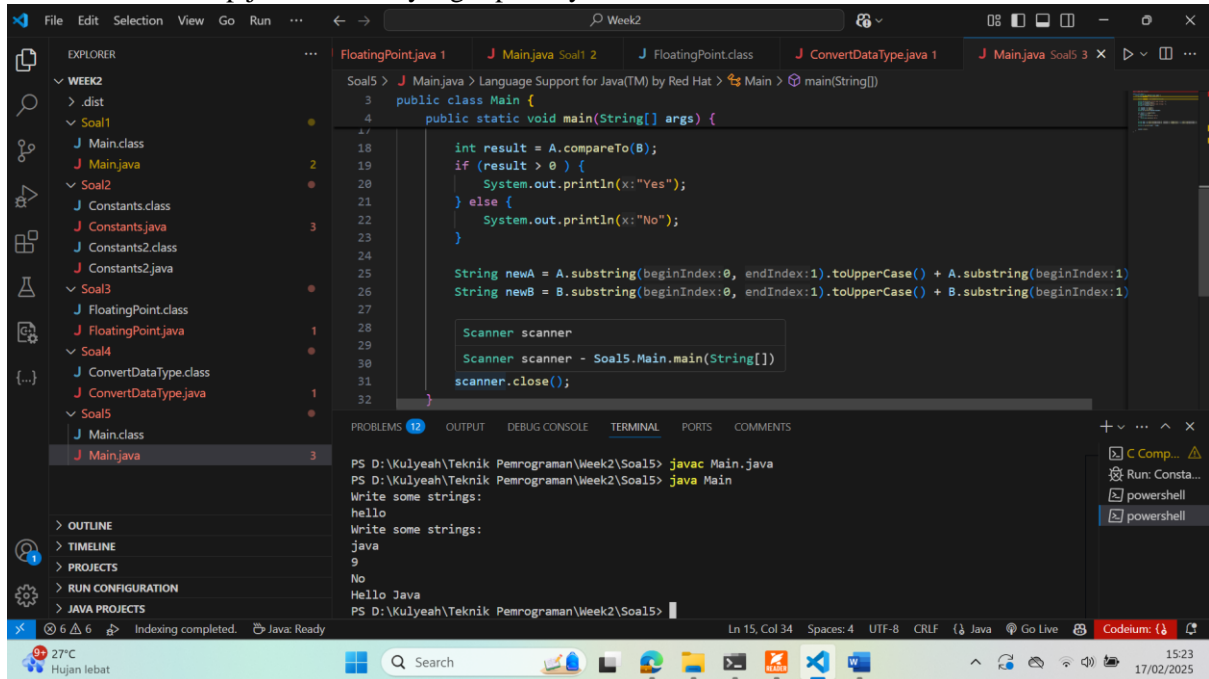 File Edit Selection View Go Run ··· Week2
EXPLORER ···
WEEK2
.dist
Soal1
Main.class
Main.java 2
Soal2
Constants.class
Constants.java 3
Constants2.class
Constants2.java
Soal3
FloatingPoint.class
FloatingPoint.java 1
Soal4
ConvertDataType.class
ConvertDataType.java 1
Soal5
Main.class
Main.java 3
OUTLINE
TIMELINE
PROJECTS
RUN CONFIGURATION
JAVA PROJECTS
FloatingPoint.java 1 Main.java Soal1 2 FloatingPoint.class ConvertDataType.java 1 Main.java Soal5 3
Soal5 > Main.java > Language Support for Java(TM) by Red Hat > Main > main(String[])
3 public class Main {
4 public static void main(String[] args) {
17
18 int result = A.compareTo(B);
19 if (result > 0 ) {
20 System.out.println(x:"Yes");
21 } else {
22 System.out.println(x:"No");
23 }
24
25 String newA = A.substring(beginIndex:0, endIndex:1).toUpperCase() + A.substring(beginIndex:1)
26 String newB = B.substring(beginIndex:0, endIndex:1).toUpperCase() + B.substring(beginIndex:1)
27
28 Scanner scanner
29
30 Scanner scanner - Soal5.Main.main(String[])
31 scanner.close();
32 }
PROBLEMS 12 OUTPUT DEBUG CONSOLE TERMINAL PORTS COMMENTS
PS D:\Kulyeah\Teknik Pemrograman\Week2\Soal5> javac Main.java
PS D:\Kulyeah\Teknik Pemrograman\Week2\Soal5> java Main
Write some strings:
hello
Write some strings:
java
9
No
Hello Java
PS D:\Kulyeah\Teknik Pemrograman\Week2\Soal5>
C Comp...
Run: Consta...
powershell
powershell
6 6 Indexing completed. Java: Ready Ln 15, Col 34 Spaces: 4 UTF-8 CRLF Java Go Live Codeium: {}
27°C
Hujan lebat
Search
15:23
17/02/2025